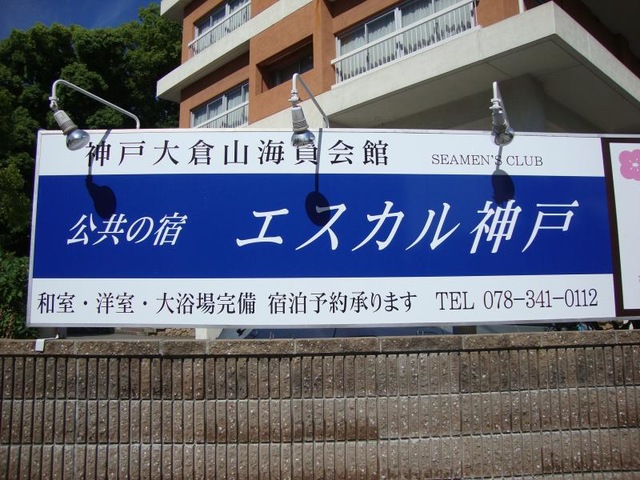 神戸大倉山海員会館 SEAMEN'S CLUB
公共の宿 エスカル神戸
和室・洋室・大浴場完備 宿泊予約承ります TEL 078-341-0112